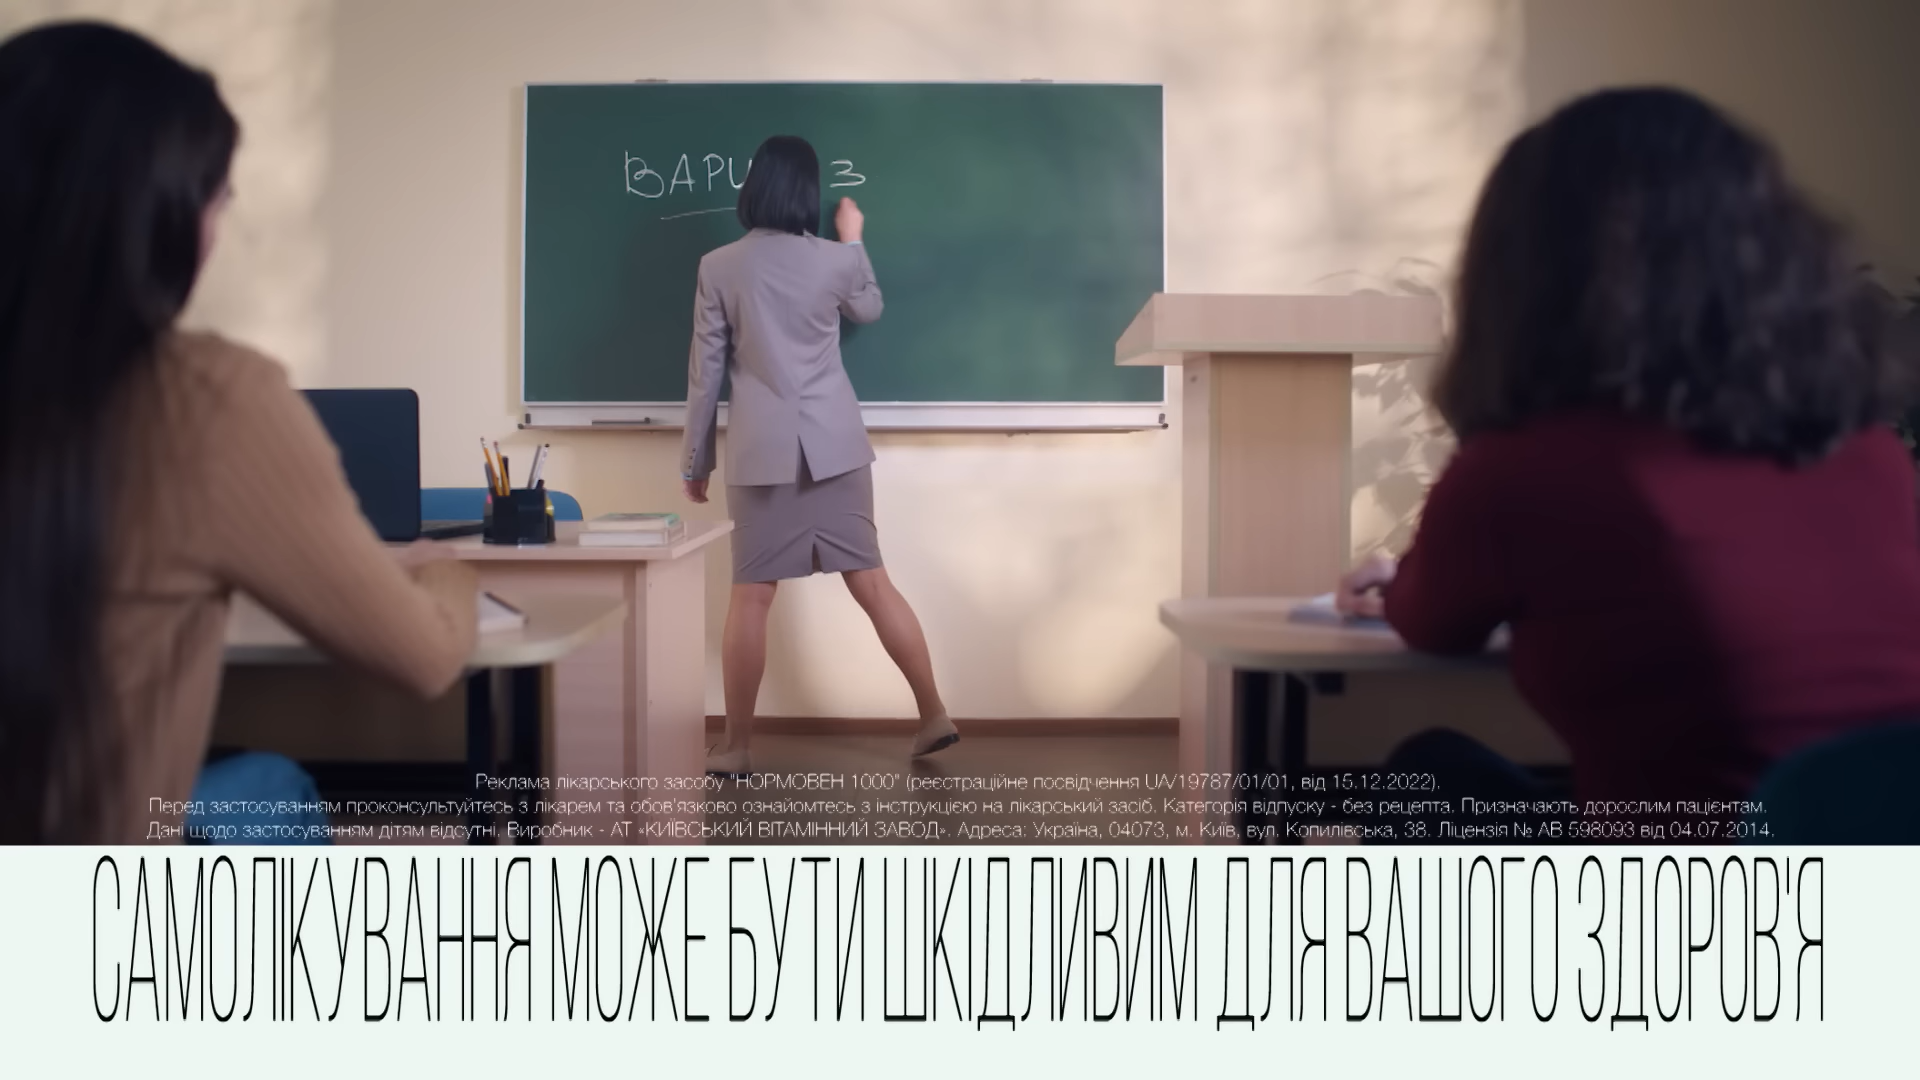 Реклама лікарського засобу "НОРМОВЕН 1000" (реєстраційне посвідчення UA/19787/01/01, від 15.12.2022).
Перед застосуванням проконсультуйтесь з лікарем та обов'язково ознайомтесь з інструкцією на лікарський засіб. Категорія відпуску - без рецепта. Призначають дорослим пацієнтам.
Дані щодо застосуванням дітям відсутні. Виробник - АТ «КИЇВСЬКИЙ ВІТАМІННИЙ ЗАВОД». Адреса: Україна, 04073, м. Київ, вул. Копилівська, 38. Ліцензія № АВ 598093 від 04.07.2014.
САМОЛІКУВАННЯ МОЖЕ БУТИ ШКІДЛИВИМ ДЛЯ ВАШОГО ЗДОРОВ'Я